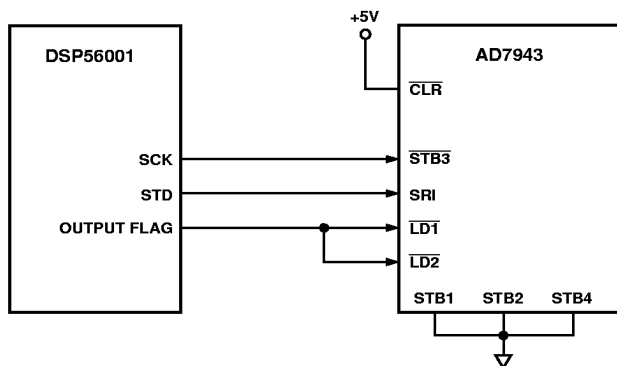 +5V
DSP56001
AD7943
CLR
SCK
STB3
STD
SRI
OUTPUT FLAG
LD1
LD2
STB1 STB2 STB4